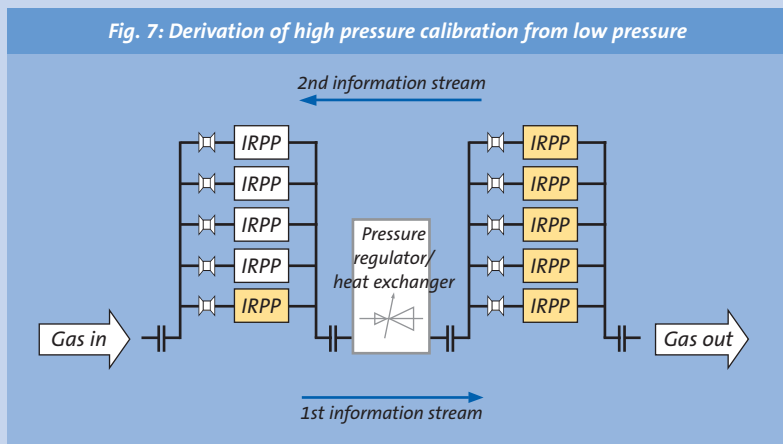 Fig. 7: Derivation of high pressure calibration from low pressure
2nd information stream
IRPP
IRPP
IRPP
IRPP
IRPP
IRPP
IRPP
IRPP
IRPP
IRPP
Pressure
regulator/
heat exchanger
Gas in
Gas out
1st information stream